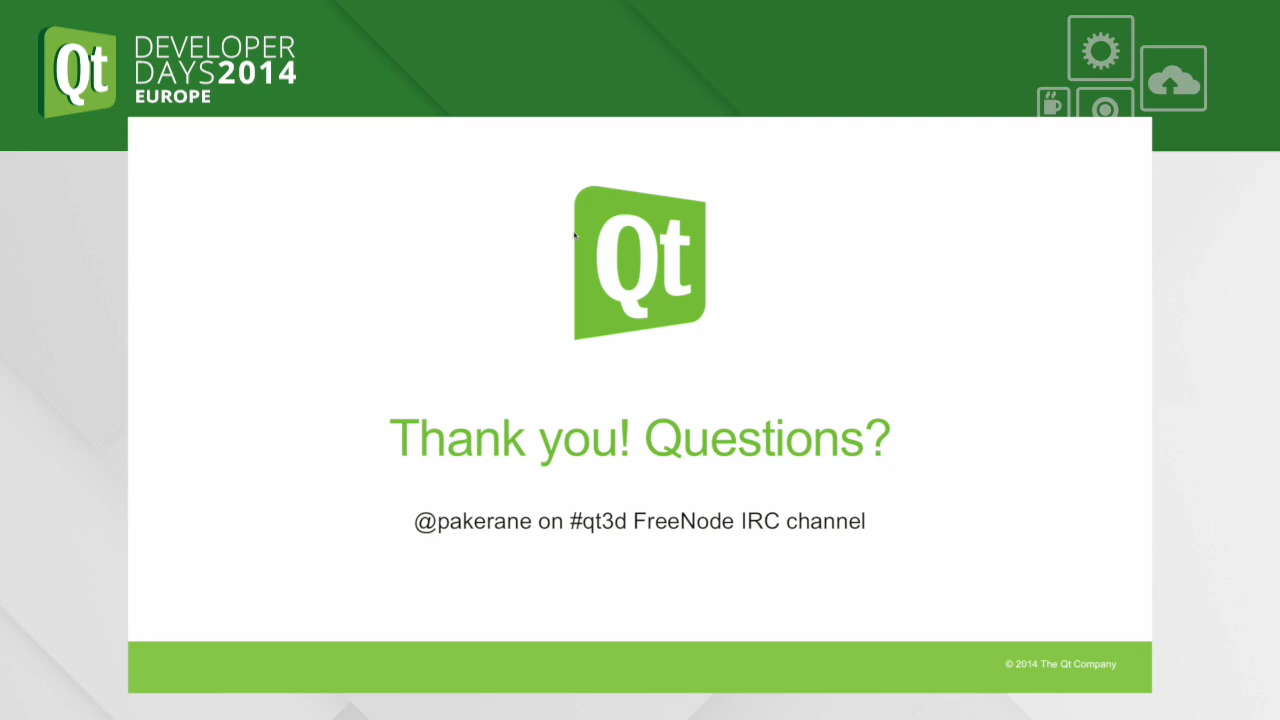 Qt
DEVELOPER
DAYS2014
EUROPE
Qt
Thank you! Questions?
@pakerane on #qt3d FreeNode IRC channel
© 2014 The Qt Company